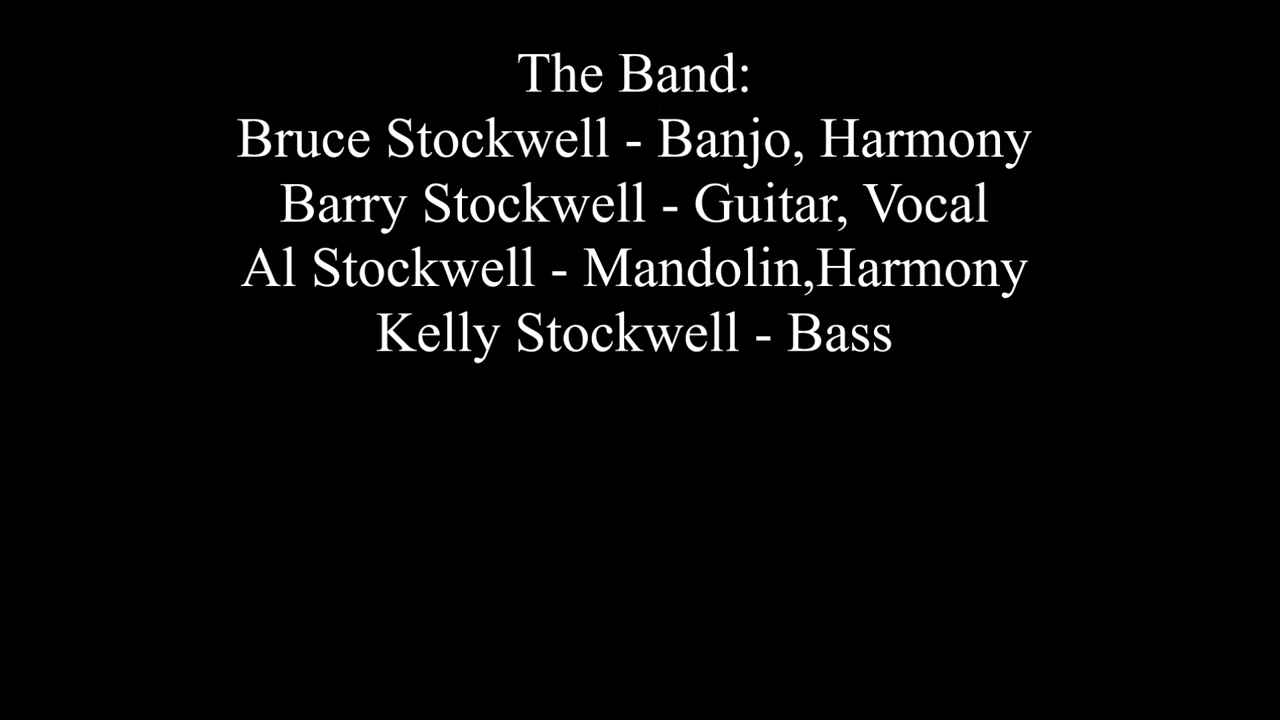 The Band:
Bruce Stockwell - Banjo, Harmony
Barry Stockwell - Guitar, Vocal
Al Stockwell - Mandolin,Harmony
Kelly Stockwell - Bass